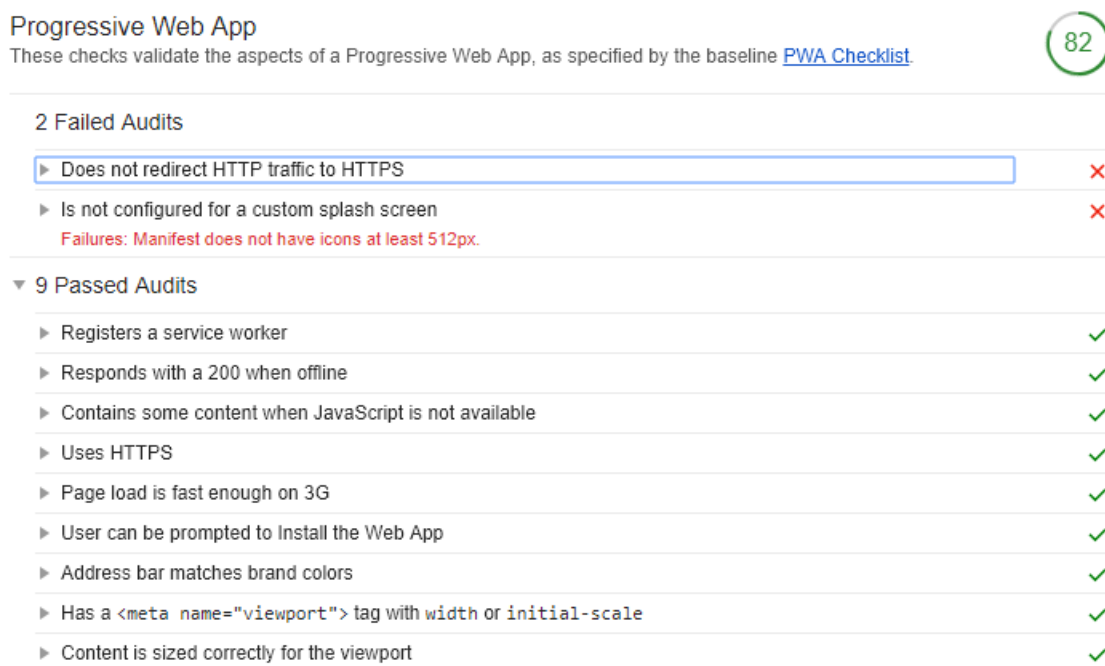 Progressive Web App
These checks validate the aspects of a Progressive Web App, as specified by the baseline PWA Checklist.
82
2 Failed Audits
Does not redirect HTTP traffic to HTTPS
Is not configured for a custom splash screen
Failures: Manifest does not have icons at least 512px.
9 Passed Audits
Registers a service worker
Responds with a 200 when offline
Contains some content when JavaScript is not available
Uses HTTPS
Page load is fast enough on 3G
User can be prompted to Install the Web App
Address bar matches brand colors
Has a <meta name="viewport"> tag with width or initial-scale
Content is sized correctly for the viewport